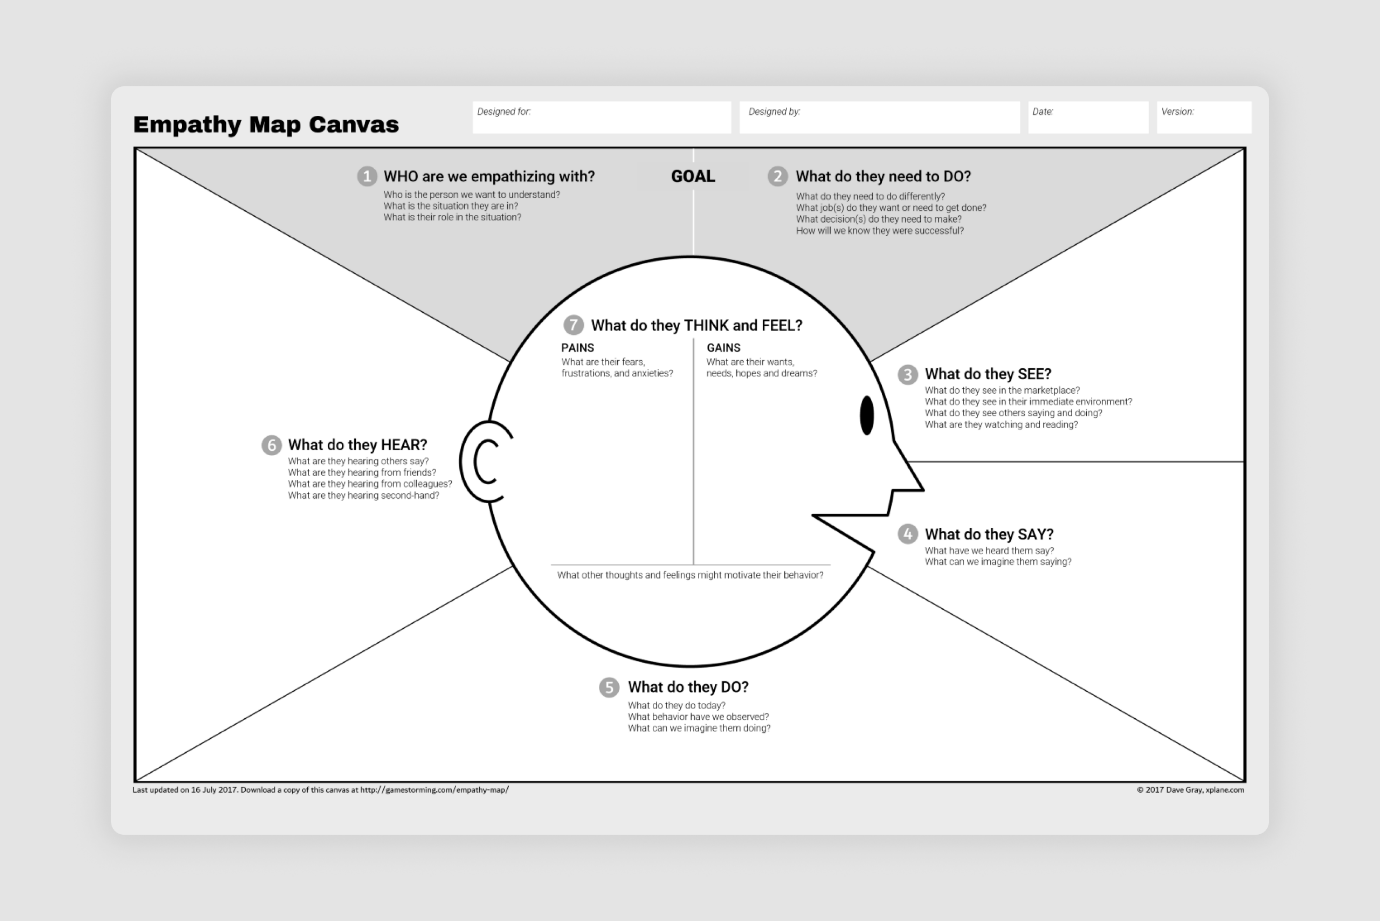 Empathy Map Canvas
Designed for:
Designed by:
Date:
Version:
1 WHO are we empathizing with?
Who is the person we want to understand?
What is the situation they are in?
What is their role in the situation?
GOAL
2 What do they need to DO?
What do they need to do differently?
What job(s) do they want or need to get done?
What decision(s) do they need to make?
How will we know they were successful?
7 What do they THINK and FEEL?
PAINS
What are their fears,
frustrations, and anxieties?
GAINS
What are their wants,
needs, hopes and dreams?
What other thoughts and feelings might motivate their behavior?
3 What do they SEE?
What do they see in the marketplace?
What do they see in their immediate environment?
What do they see others saying and doing?
What are they watching and reading?
4 What do they SAY?
What have we heard them say?
What can we imagine them saying?
5 What do they DO?
What do they do today?
What behavior have we observed?
What can we imagine them doing?
6 What do they HEAR?
What are they hearing others say?
What are they hearing from friends?
What are they hearing from colleagues?
What are they hearing second-hand?
Last updated on 16 July 2017. Download a copy of this canvas at http://gamestorming.com/empathy-map/
© 2017 Dave Gray, xplane.com